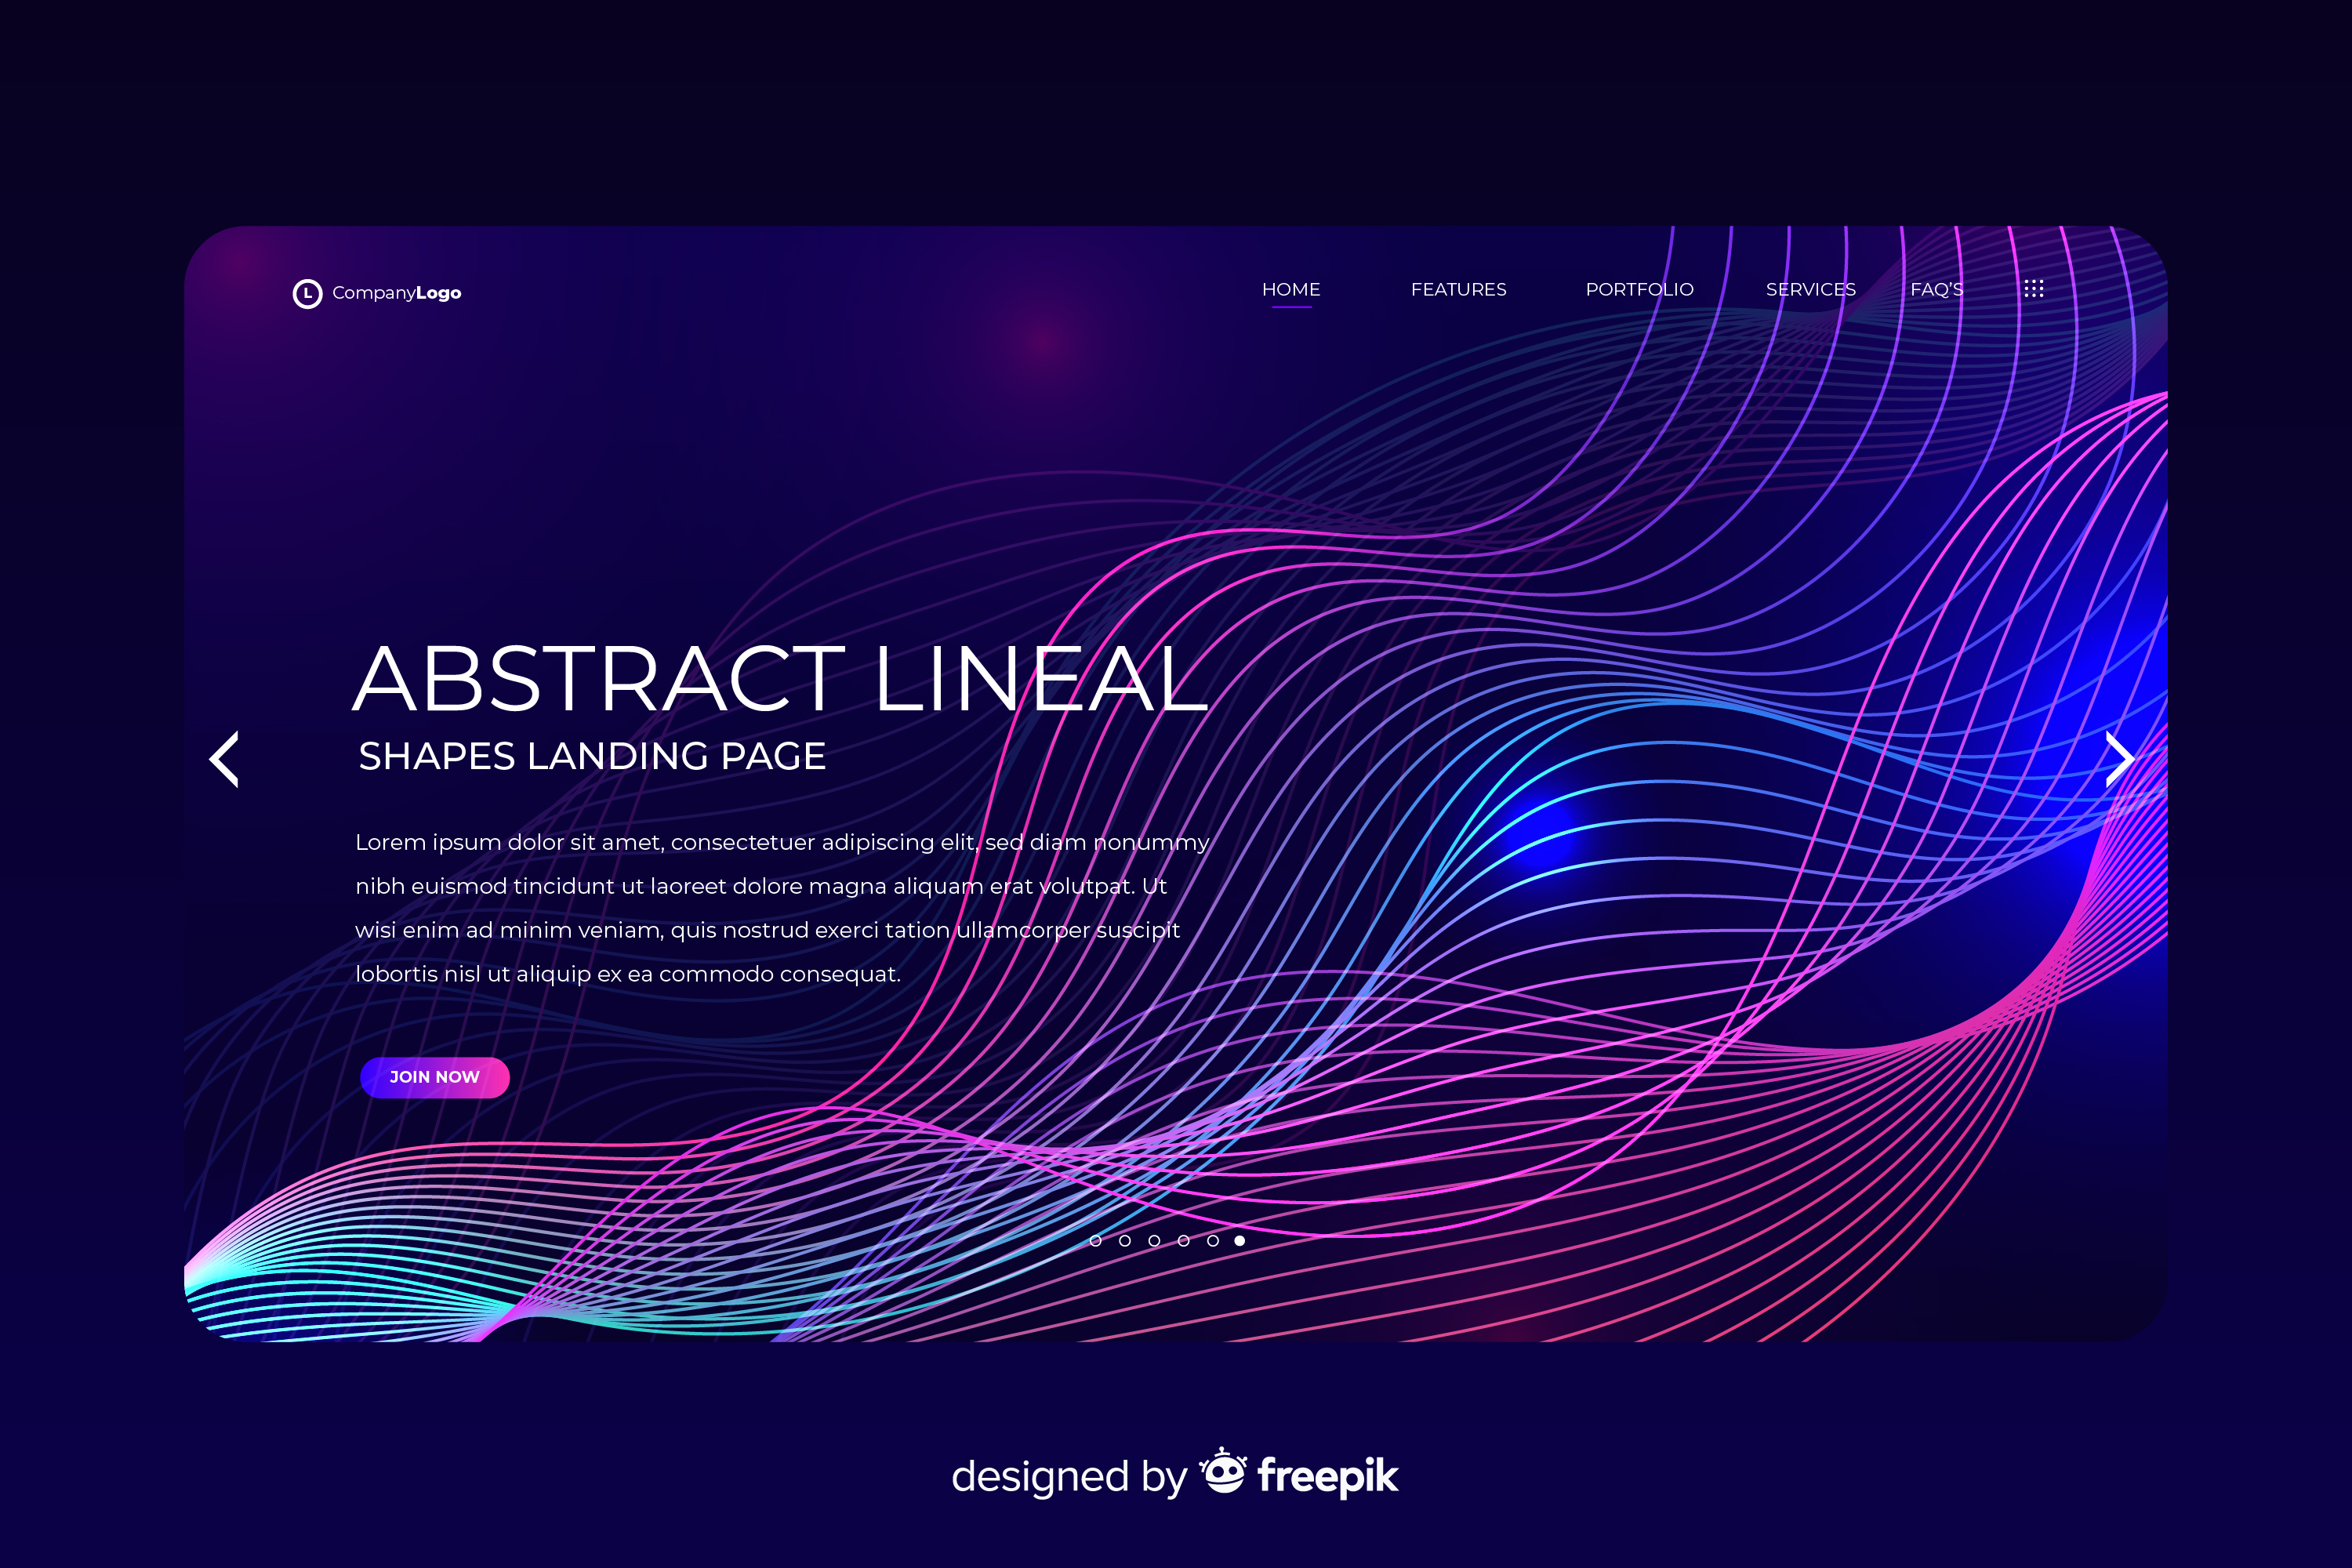 L CompanyLogo
HOME FEATURES PORTFOLIO SERVICES FAQ'S
ABSTRACT LINEAL
SHAPES LANDING PAGE
Lorem ipsum dolor sit amet, consectetuer adipiscing elit, sed diam nonummy
nibh euismod tincidunt ut laoreet dolore magna aliquam erat volutpat. Ut
wisi enim ad minim veniam, quis nostrud exerci tation ullamcorper suscipit
lobortis nisl ut aliquip ex ea commodo consequat.
JOIN NOW
designed by freepik